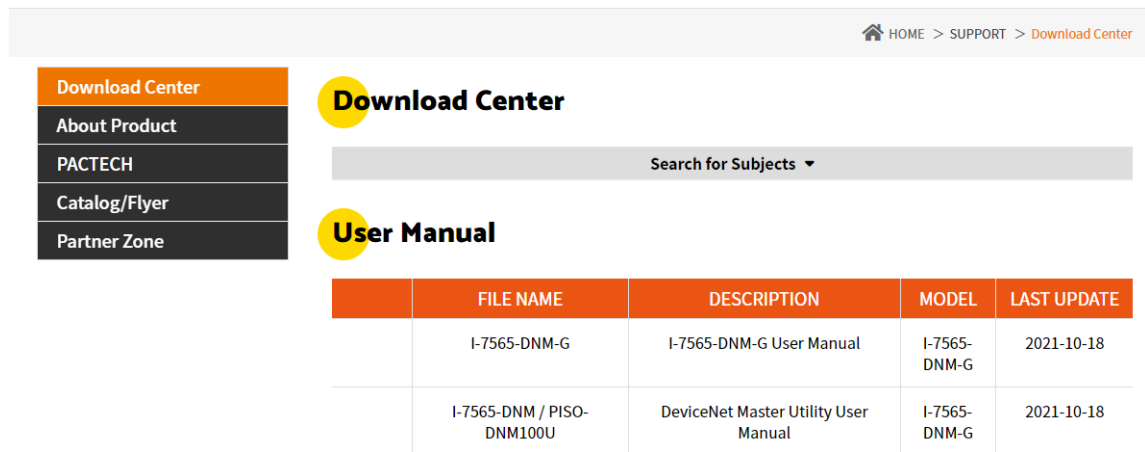 HOME > SUPPORT > Download Center
Download Center
About Product
PACTECH
Catalog/Flyer
Partner Zone
Download Center
Search for Subjects
User Manual
FILE NAME DESCRIPTION MODEL LAST UPDATE
I-7565-DNM-G I-7565-DNM-G User Manual I-7565- 2021-10-18
DNM-G
I-7565-DNM / PISO- DeviceNet Master Utility User I-7565- 2021-10-18
DNM100U Manual DNM-G